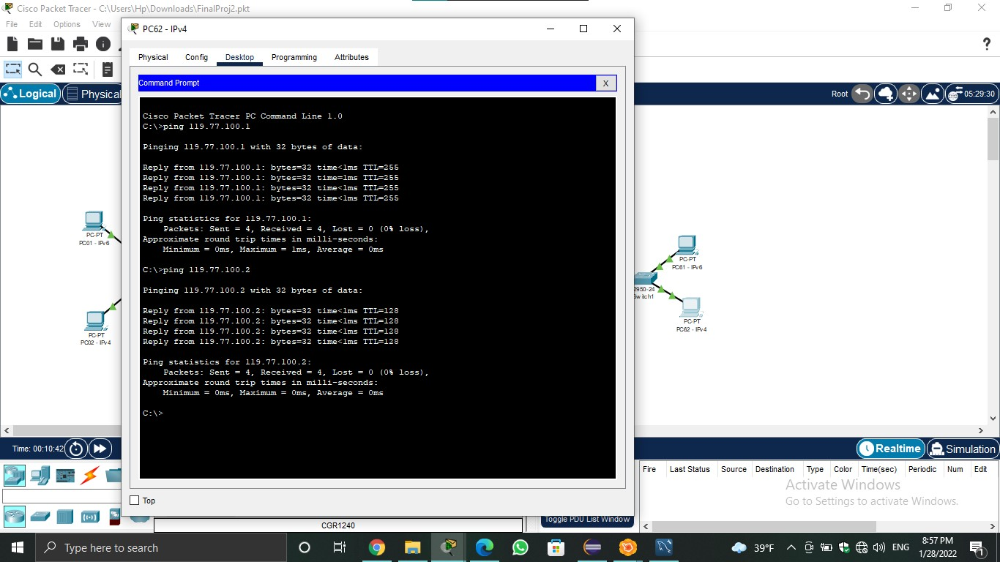 Cisco Packet Tracer - C:\Users\Hp\Downloads\FinalProj2.pkt
File Edit Options View
PC62 - IPv4
Physical Config Desktop Programming Attributes
Command Prompt
X
Logical
Physical
Root
05:29:30
Cisco Packet Tracer PC Command Line 1.0
C:\>ping 119.77.100.1
Pinging 119.77.100.1 with 32 bytes of data:
Reply from 119.77.100.1: bytes=32 time<1ms TTL=255
Reply from 119.77.100.1: bytes=32 time=1ms TTL=255
Reply from 119.77.100.1: bytes=32 time<1ms TTL=255
Reply from 119.77.100.1: bytes=32 time<1ms TTL=255
Ping statistics for 119.77.100.1:
Packets: Sent = 4, Received = 4, Lost = 0 (0% loss),
Approximate round trip times in milli-seconds:
Minimum = 0ms, Maximum = 1ms, Average = 0ms
C:\>ping 119.77.100.2
Pinging 119.77.100.2 with 32 bytes of data:
Reply from 119.77.100.2: bytes=32 time<1ms TTL=128
Reply from 119.77.100.2: bytes=32 time<1ms TTL=128
Reply from 119.77.100.2: bytes=32 time<1ms TTL=128
Reply from 119.77.100.2: bytes=32 time<1ms TTL=128
Ping statistics for 119.77.100.2:
Packets: Sent = 4, Received = 4, Lost = 0 (0% loss),
Approximate round trip times in milli-seconds:
Minimum = 0ms, Maximum = 0ms, Average = 0ms
C:\>
Top
PC-PT
PC01 - IPv6
PC-PT
PC02 - IPv4
PC-PT
PC61 - IPv6
2950-24
Switch1
PC-PT
PC62 - IPv4
Time: 00:10:42
Realtime
Simulation
Fire Last Status Source Destination Type Color Time(sec) Periodic Num Edit
Activate Windows
Go to Settings to activate Windows.
CGR1240
Toggle PDU List Window
Type here to search
39°F
ENG
8:57 PM
1/28/2022
1